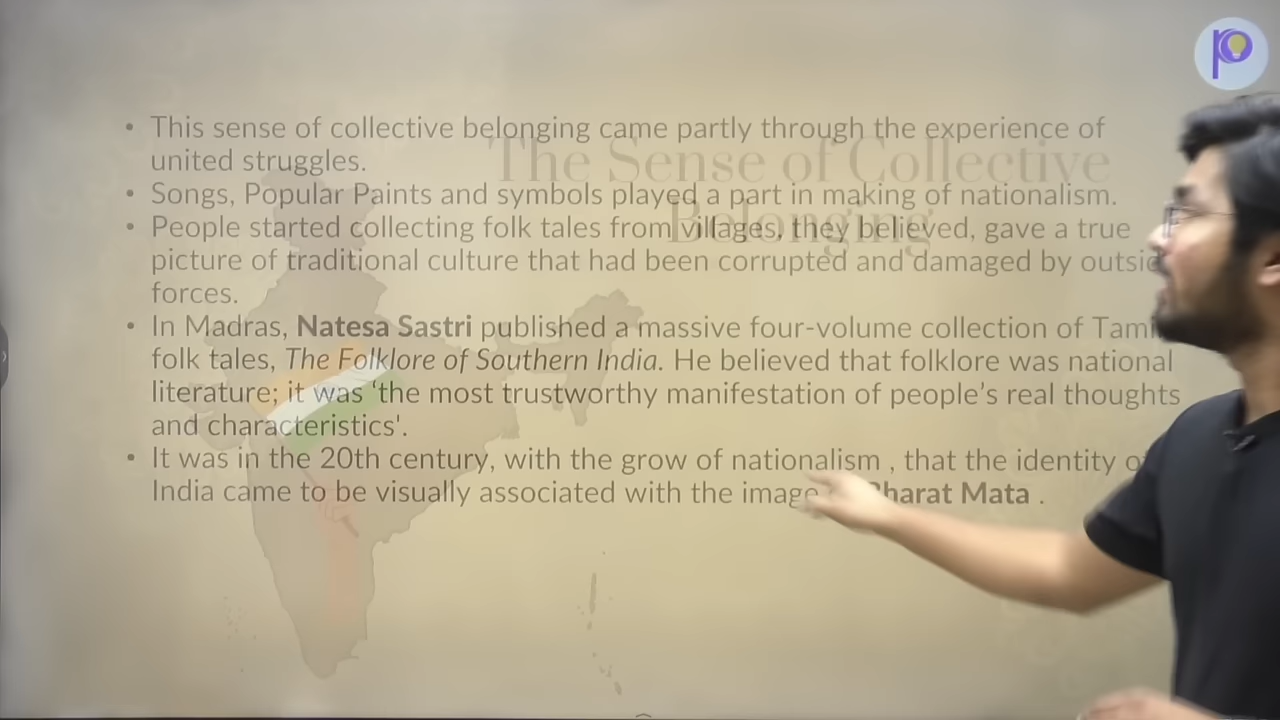 The Sense of Collective
Belonging
• This sense of collective belonging came partly through the experience of
united struggles.
• Songs, Popular Paints and symbols played a part in making of nationalism.
• People started collecting folk tales from villages, they believed, gave a true
picture of traditional culture that had been corrupted and damaged by
forces.
• In Madras, Natesa Sastri published a massive four-volume collection of
folk tales, The Folklore of Southern India. He believed that folklore was national
literature; it was ‘the most trustworthy manifestation of people’s real thoughts
and characteristics'.
• It was in the 20th century, with the grow of nationalism , that the identity
India came to be visually associated with the image Bharat Mata .